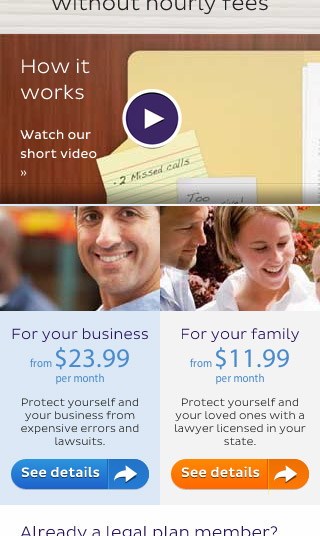 without hourly fees
How it
works
Watch our
short video
»
. 2 Missed calls
Too
For your business
from $23.99
per month
Protect yourself and
your business from
expensive errors and
lawsuits.
See details
For your family
from $11.99
per month
Protect yourself and
your loved ones with a
lawyer licensed in your
state.
See details
Already a legal plan member?